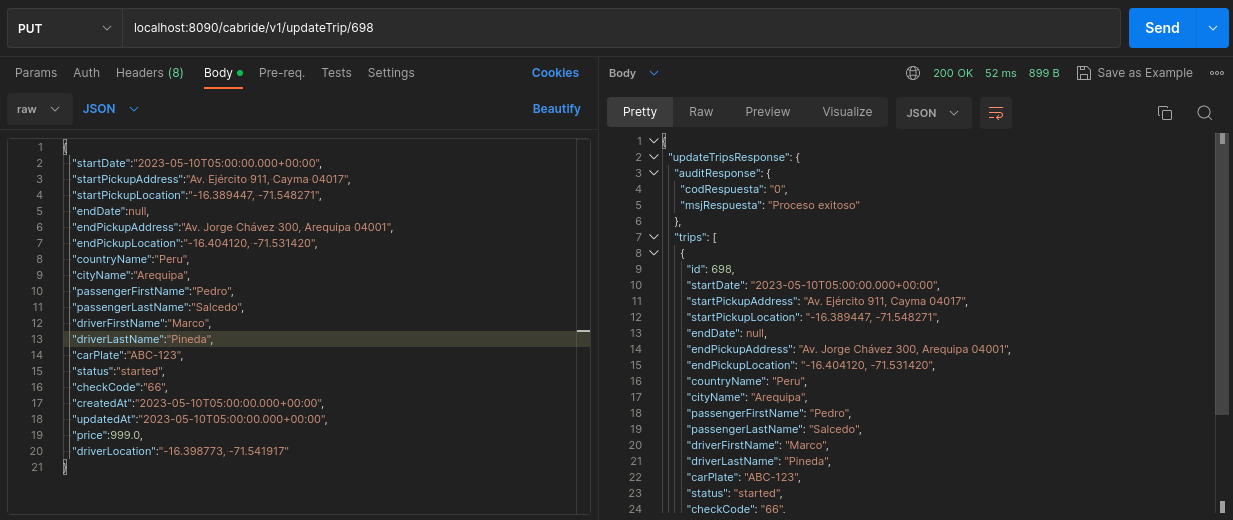 PUT localhost:8090/cabride/v1/updateTrip/698 Send
Params Auth Headers (8) Body Pre-req. Tests Settings Cookies
raw JSON Beautify
1 {
2 "startDate":"2023-05-10T05:00:00.000+00:00",
3 "startPickupAddress":"Av. Ejército 911, Cayma 04017",
4 "startPickupLocation":"-16.389447, -71.548271",
5 "endDate":null,
6 "endPickupAddress":"Av. Jorge Chávez 300, Arequipa 04001",
7 "endPickupLocation":"-16.404120, -71.531420",
8 "countryName":"Peru",
9 "cityName":"Arequipa",
10 "passengerFirstName":"Pedro",
11 "passengerLastName":"Salcedo",
12 "driverFirstName":"Marco",
13 "driverLastName":"Pineda",
14 "carPlate":"ABC-123",
15 "status":"started",
16 "checkCode":"66",
17 "createdAt":"2023-05-10T05:00:00.000+00:00",
18 "updatedAt":"2023-05-10T05:00:00.000+00:00",
19 "price":999.0,
20 "driverLocation":"-16.398773, -71.541917"
21 }
Body 200 OK 52 ms 899 B Save as Example
Pretty Raw Preview Visualize JSON
1 {
2 "updateTripsResponse": {
3 "auditResponse": {
4 "codRespuesta": "0",
5 "msjRespuesta": "Proceso exitoso"
6 },
7 "trips": [
8 {
9 "id": 698,
10 "startDate": "2023-05-10T05:00:00.000+00:00",
11 "startPickupAddress": "Av. Ejército 911, Cayma 04017",
12 "startPickupLocation": "-16.389447, -71.548271",
13 "endDate": null,
14 "endPickupAddress": "Av. Jorge Chávez 300, Arequipa 04001",
15 "endPickupLocation": "-16.404120, -71.531420",
16 "countryName": "Peru",
17 "cityName": "Arequipa",
18 "passengerFirstName": "Pedro",
19 "passengerLastName": "Salcedo",
20 "driverFirstName": "Marco",
21 "driverLastName": "Pineda",
22 "carPlate": "ABC-123",
23 "status": "started",
24 "checkCode": "66",